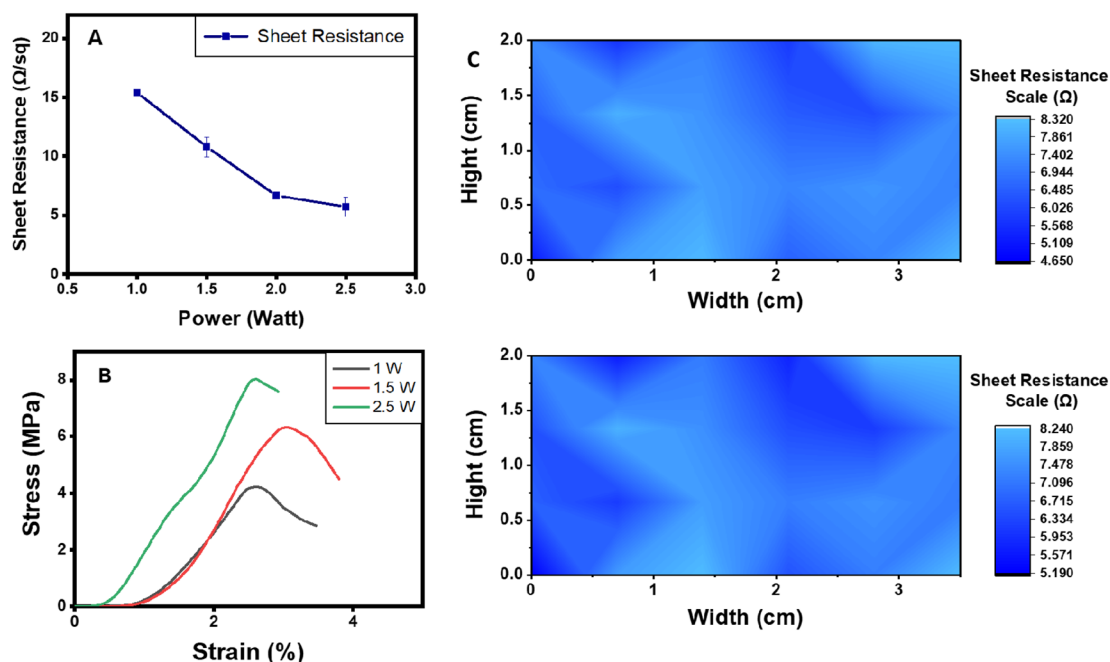 A
Sheet Resistance
Sheet Resistance (Ω/sq)
20
15
10
5
0
0.5 1.0 1.5 2.0 2.5 3.0
Power (Watt)
B
1 W
1.5 W
2.5 W
Stress (MPa)
8
6
4
2
0
0 2 4
Strain (%)
C
Hight (cm)
2.0
1.5
1.0
0.5
0.0
0 1 2 3
Width (cm)
Sheet Resistance
Scale (Ω)
8.320
7.861
7.402
6.944
6.485
6.026
5.568
5.109
4.650
Hight (cm)
2.0
1.5
1.0
0.5
0.0
0 1 2 3
Width (cm)
Sheet Resistance
Scale (Ω)
8.240
7.859
7.478
7.096
6.715
6.334
5.953
5.571
5.190